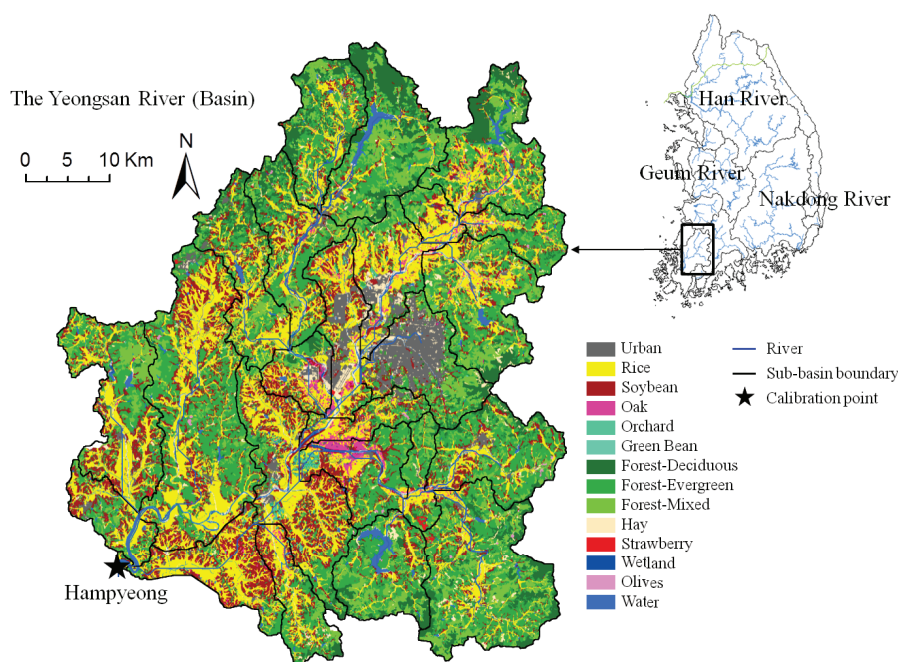 The Yeongsan River (Basin)
N
0 5 10 Km
Han River
Geum River
Nakdong River
Hampyeong
Urban
Rice
Soybean
Oak
Orchard
Green Bean
Forest-Deciduous
Forest-Evergreen
Forest-Mixed
Hay
Strawberry
Wetland
Olives
Water
River
Sub-basin boundary
Calibration point